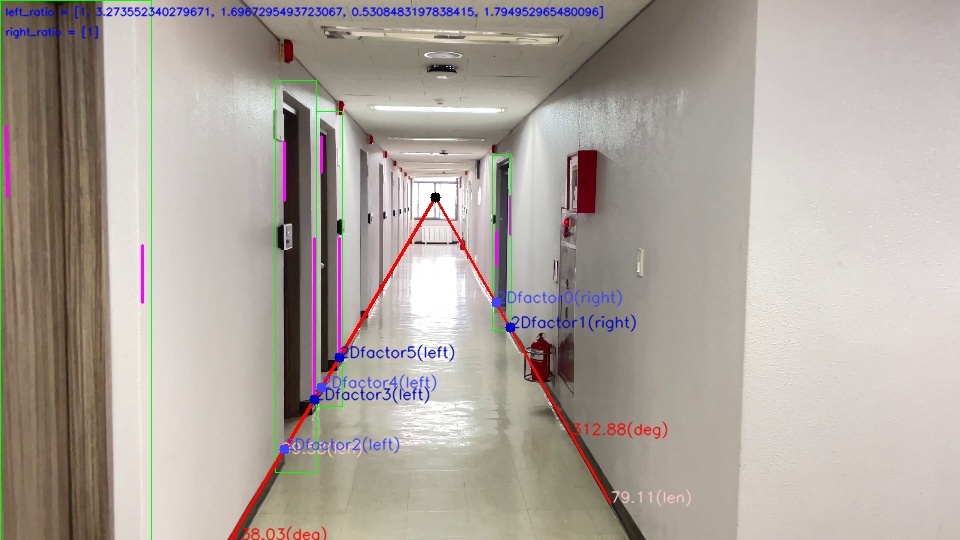 left_ratio = [1, 3.273552340279671, 1.6967295493723067, 0.5308483197838415, 1.794952965480096]
right_ratio = [1]
2Dfactor0(right)
2Dfactor1(right)
2Dfactor5(left)
2Dfactor4(left)
2Dfactor3(left)
312.88(deg)
2Dfactor2(left)
79.11(len)
38.03(deg)